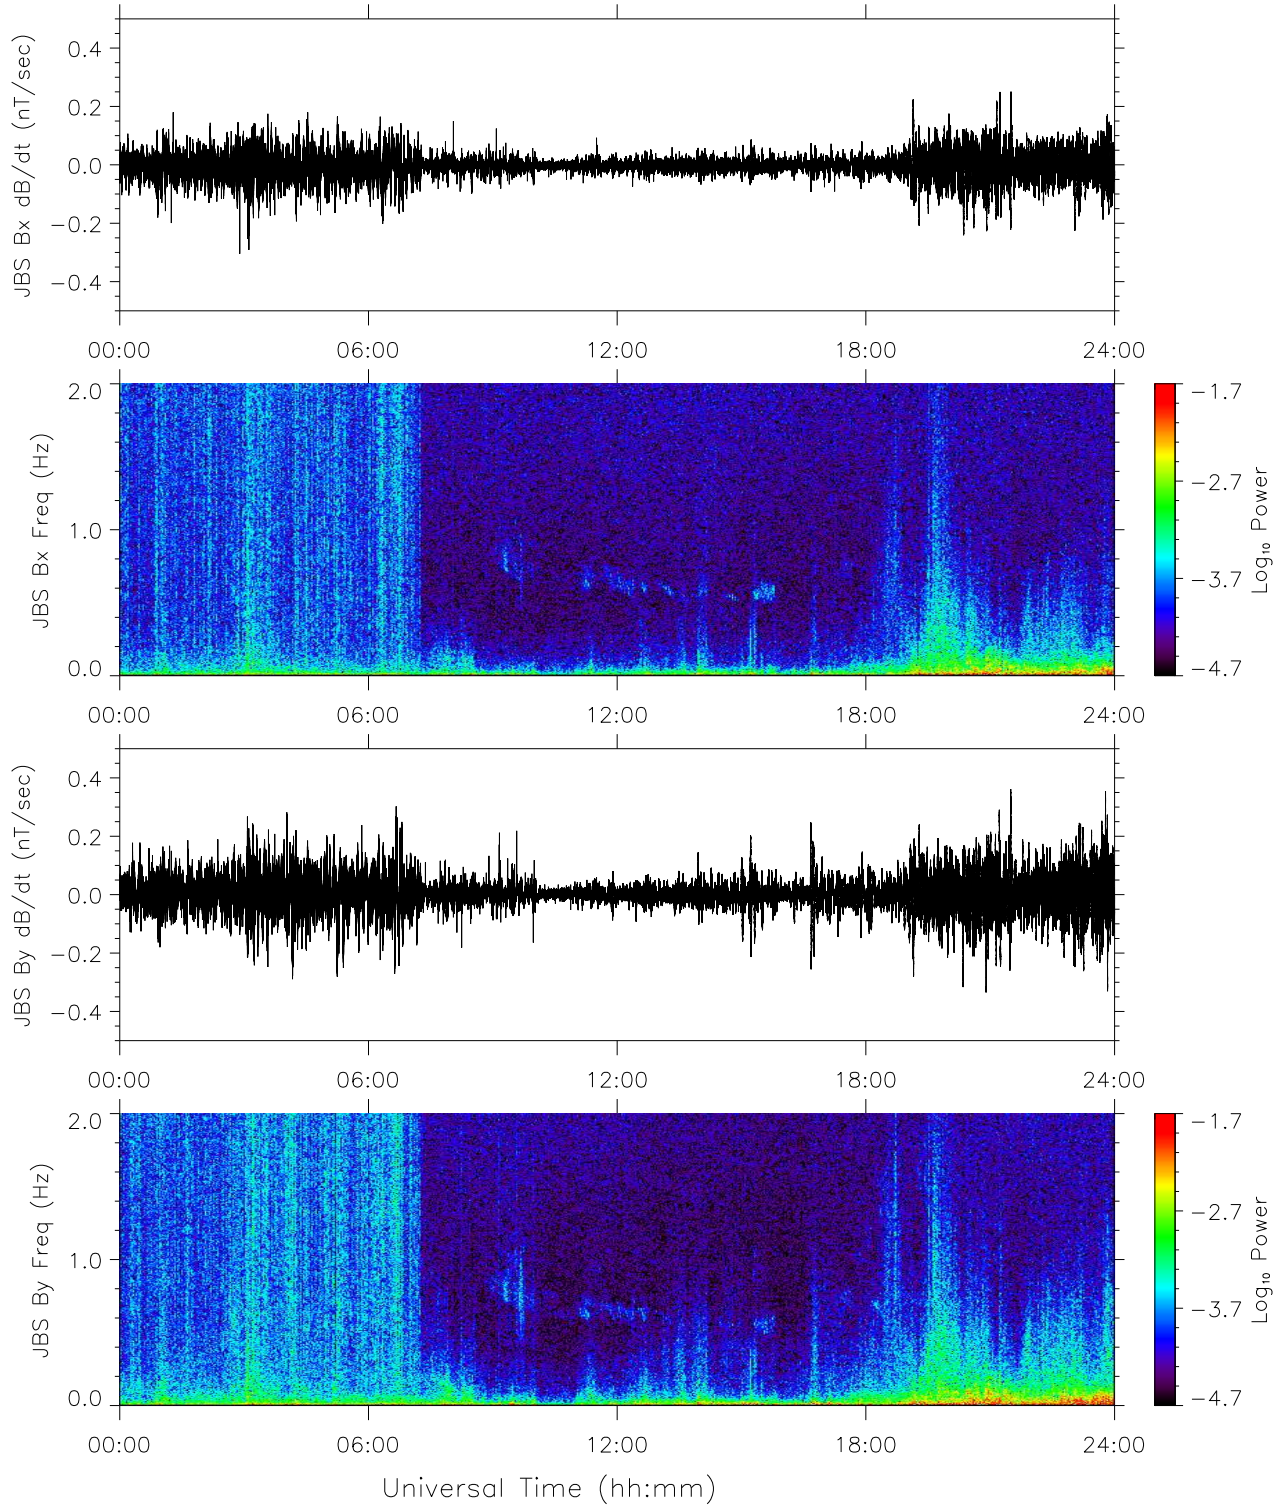 JBS Bx dB/dt (nT/sec)
0.4
0.2
0.0
−0.2
−0.4
00:00 06:00 12:00 18:00 24:00
JBS Bx Freq (Hz)
2.0
1.0
0.0
−1.7
−2.7
−3.7
−4.7
Log₁₀ Power
00:00 06:00 12:00 18:00 24:00
JBS By dB/dt (nT/sec)
0.4
0.2
0.0
−0.2
−0.4
00:00 06:00 12:00 18:00 24:00
JBS By Freq (Hz)
2.0
1.0
0.0
−1.7
−2.7
−3.7
−4.7
Log₁₀ Power
00:00 06:00 12:00 18:00 24:00
Universal Time (hh:mm)